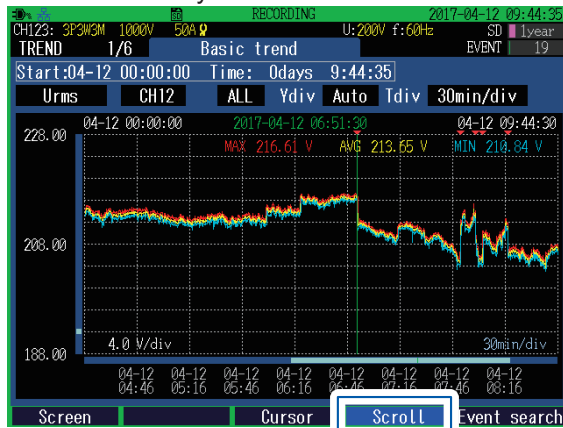 RECORDING 2017-04-12 09:44:35
CH123: 3P3W3M 1000V 50A U:200V f:60Hz SD 1year
TREND 1/6 Basic trend EVENT 19
Start:04-12 00:00:00 Time: 0days 9:44:35
Urms CH12 ALL Ydiv Auto Tdiv 30min/div
04-12 00:00:00 2017-04-12 06:51:30 04-12 09:44:30
228.00
MAX 216.61 V AVG 213.65 V MIN 210.84 V
208.00
4.0 V/div 30min/div
188.00
04-12 04-12 04-12 04-12 04-12 04-12 04-12 04-12
04:46 05:16 05:46 06:16 06:46 07:16 07:46 08:16
Screen Cursor Scroll Event search